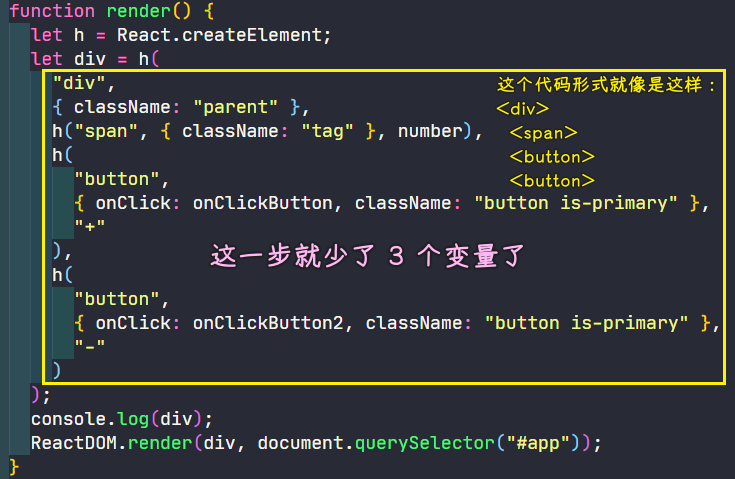 function render() {
let h = React.createElement;
let div = h(
"div",
这个代码形式就像是这样：
{ className: "parent" },
<div>
h("span", { className: "tag" }, number),
<span>
h(
<button>
"button",
<button>
{ onClick: onClickButton, className: "button is-primary" },
"+"
),
这一步就少了 3 个变量了
h(
"button",
{ onClick: onClickButton2, className: "button is-primary" },
"-"
)
);
console.log(div);
ReactDOM.render(div, document.querySelector("#app"));
}